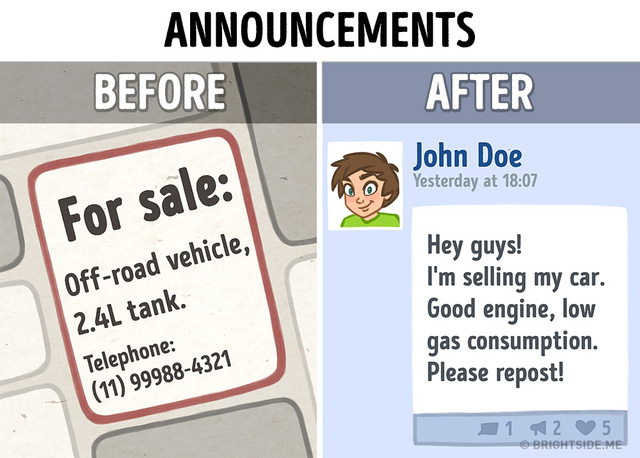 ANNOUNCEMENTS
BEFORE
For sale:
Off-road vehicle,
2.4L tank.
Telephone:
(11) 99988-4321
AFTER
John Doe
Yesterday at 18:07
Hey guys!
I'm selling my car.
Good engine, low
gas consumption.
Please repost!
1 2 5
© BRIGHTSIDE.ME